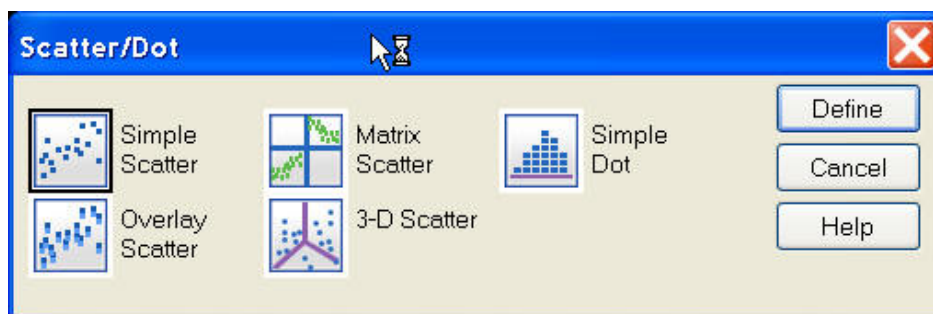 Scatter/Dot
Simple
Scatter
Matrix
Scatter
Simple
Dot
Overlay
Scatter
3-D Scatter
Define
Cancel
Help